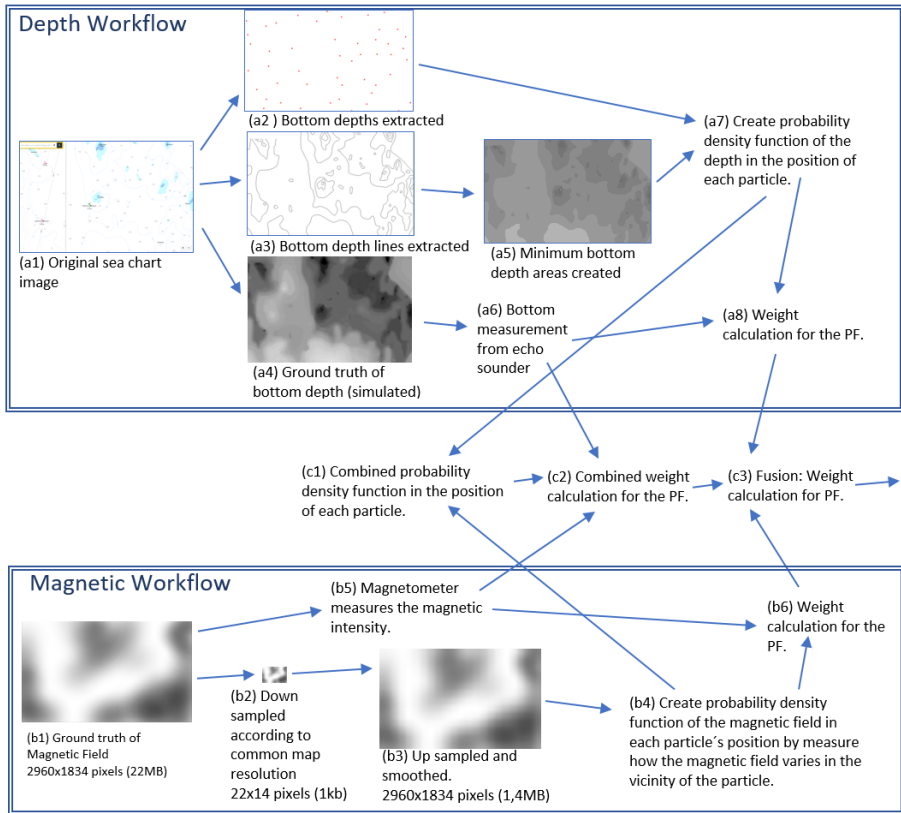 Depth Workflow
(a2 ) Bottom depths extracted
(a7) Create probability
density function of the
depth in the position of
each particle.
(a3) Bottom depth lines extracted
(a5) Minimum bottom
depth areas created
(a1) Original sea chart
image
(a6) Bottom
measurement
from echo
sounder
(a8) Weight
calculation for the PF.
(a4) Ground truth of
bottom depth (simulated)
(c1) Combined probability
density function in the position
of each particle.
(c2) Combined weight
calculation for the PF.
(c3) Fusion: Weight
calculation for PF.
Magnetic Workflow
(b5) Magnetometer
measures the magnetic
intensity.
(b6) Weight
calculation for the
PF.
(b1) Ground truth of
Magnetic Field
2960x1834 pixels (22MB)
(b2) Down
sampled
according to
common map
resolution
22x14 pixels (1kb)
(b3) Up sampled and
smoothed.
2960x1834 pixels (1,4MB)
(b4) Create probability density
function of the magnetic field in
each particle´s position by measure
how the magnetic field varies in the
vicinity of the particle.